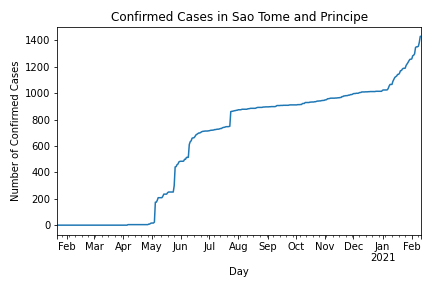 Confirmed Cases in Sao Tome and Principe
Number of Confirmed Cases
1400
1200
1000
800
600
400
200
0
Feb Mar Apr May Jun Jul Aug Sep Oct Nov Dec Jan Feb
2021
Day